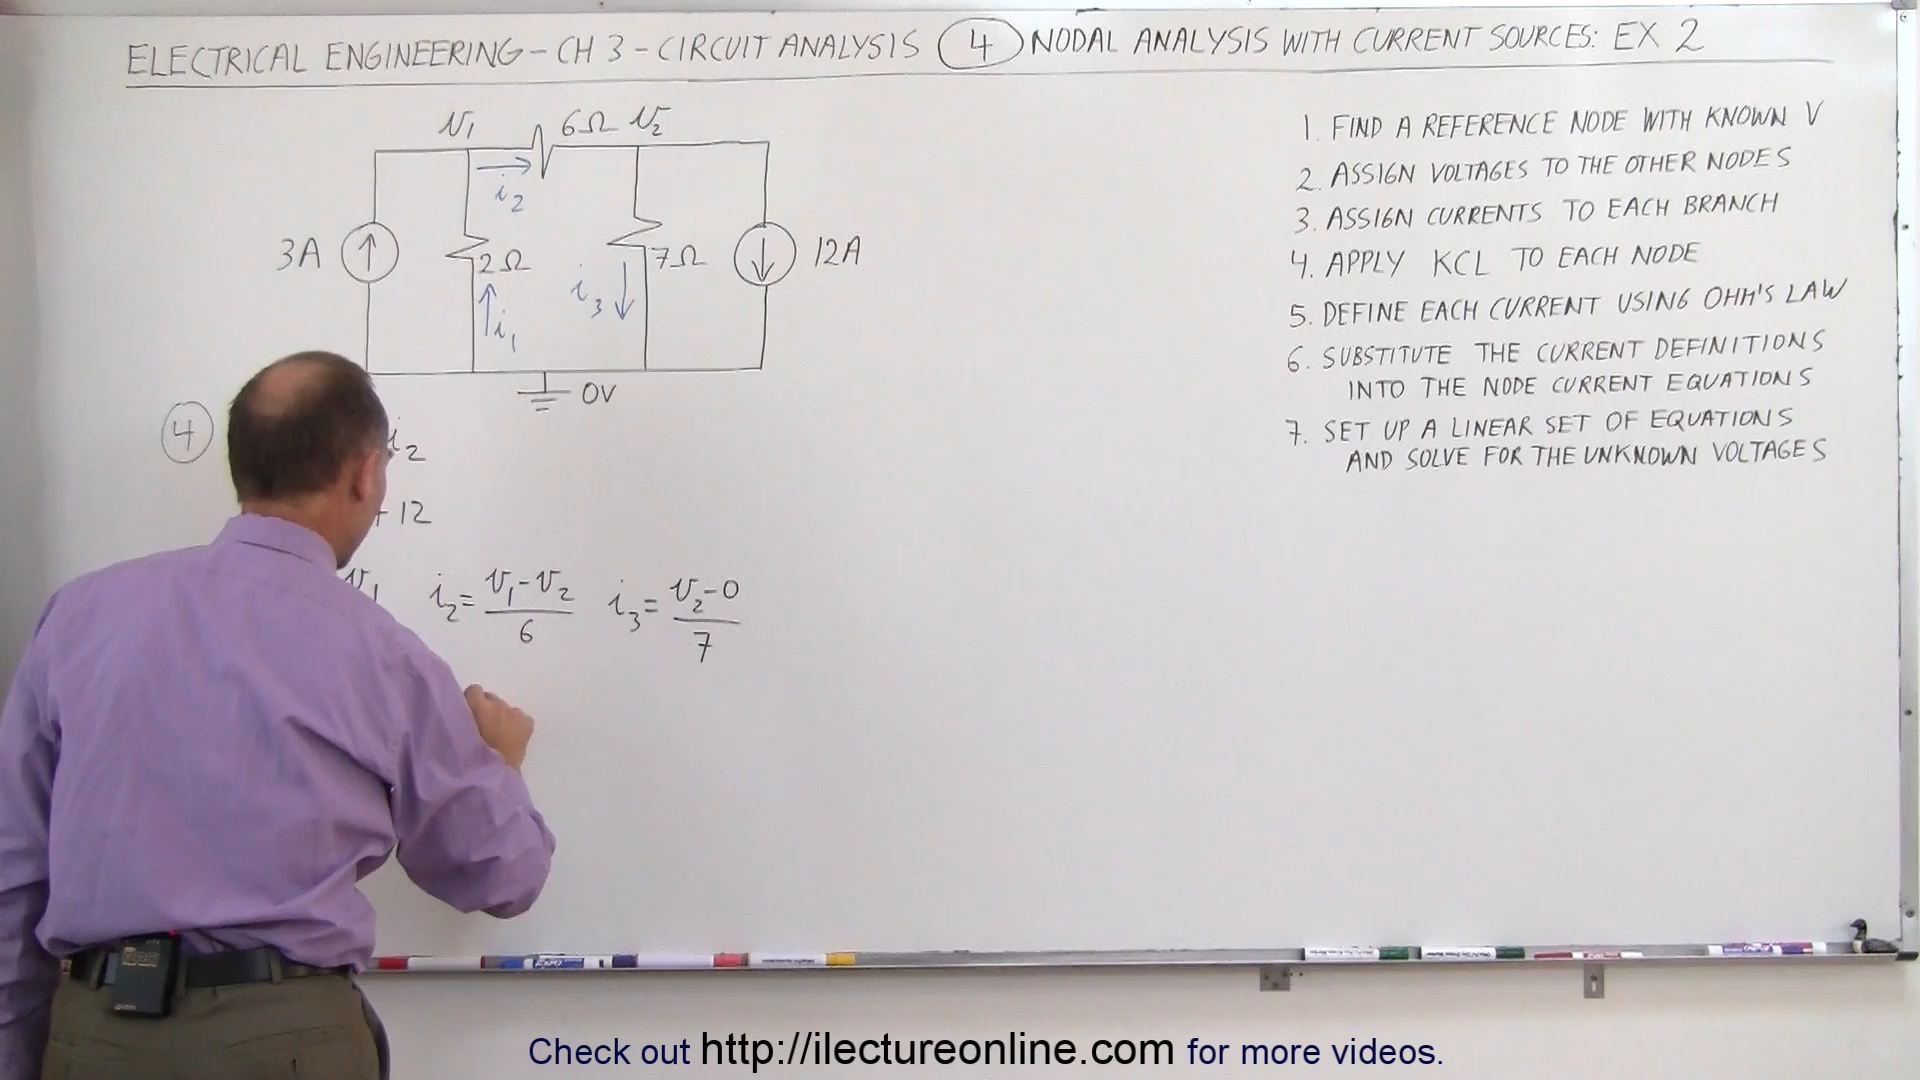 ELECTRICAL ENGINEERING – CH 3 – CIRCUIT ANALYSIS 4 NODAL ANALYSIS WITH CURRENT SOURCES: EX 2
V1 6Ω V2
i2
3A 2Ω 7Ω 12A
i1 i3
0V
1. FIND A REFERENCE NODE WITH KNOWN V
2. ASSIGN VOLTAGES TO THE OTHER NODES
3. ASSIGN CURRENTS TO EACH BRANCH
4. APPLY KCL TO EACH NODE
5. DEFINE EACH CURRENT USING OHH'S LAW
6. SUBSTITUTE THE CURRENT DEFINITIONS
INTO THE NODE CURRENT EQUATIONS
7. SET UP A LINEAR SET OF EQUATIONS
AND SOLVE FOR THE UNKNOWN VOLTAGES
4 i2
+ 12
V1 i2 = V1 - V2 / 6 i3 = V2 - 0 / 7
Check out http://ilectureonline.com for more videos.